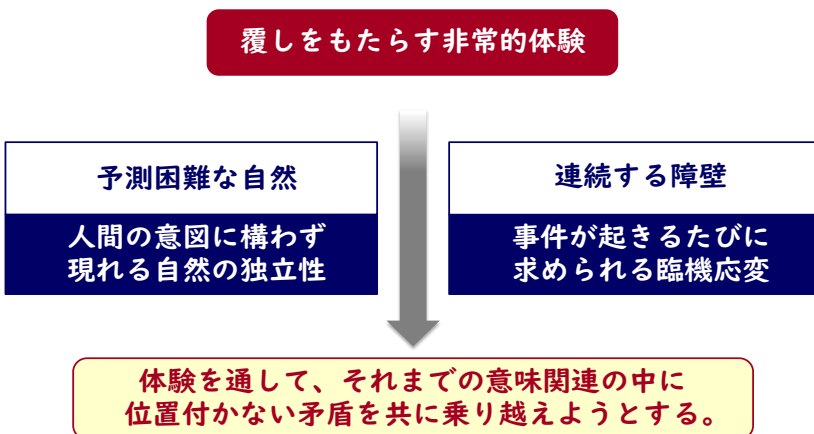 覆しをもたらす非常的体験
予測困難な自然
人間の意図に構わず
現れる自然の独立性
連続する障壁
事件が起きるたびに
求められる臨機応変
体験を通して、それまでの意味関連の中に
位置付かない矛盾を共に乗り越えようとする。